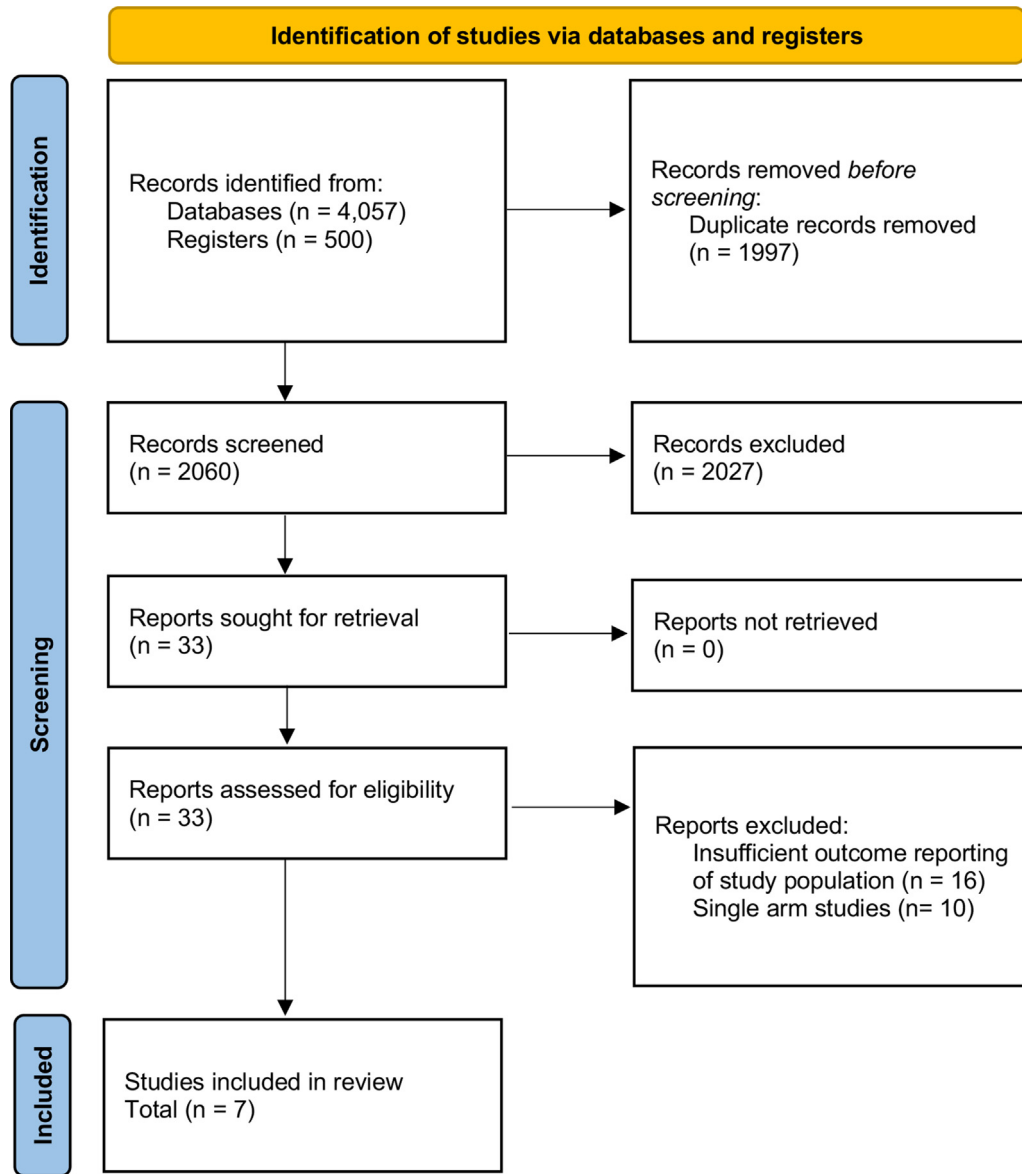 Identification of studies via databases and registers
Identification
Records identified from:
Databases (n = 4,057)
Registers (n = 500)
Records removed before
screening:
Duplicate records removed
(n = 1997)
Screening
Records screened
(n = 2060)
Records excluded
(n = 2027)
Reports sought for retrieval
(n = 33)
Reports not retrieved
(n = 0)
Reports assessed for eligibility
(n = 33)
Reports excluded:
Insufficient outcome reporting
of study population (n = 16)
Single arm studies (n= 10)
Included
Studies included in review
Total (n = 7)